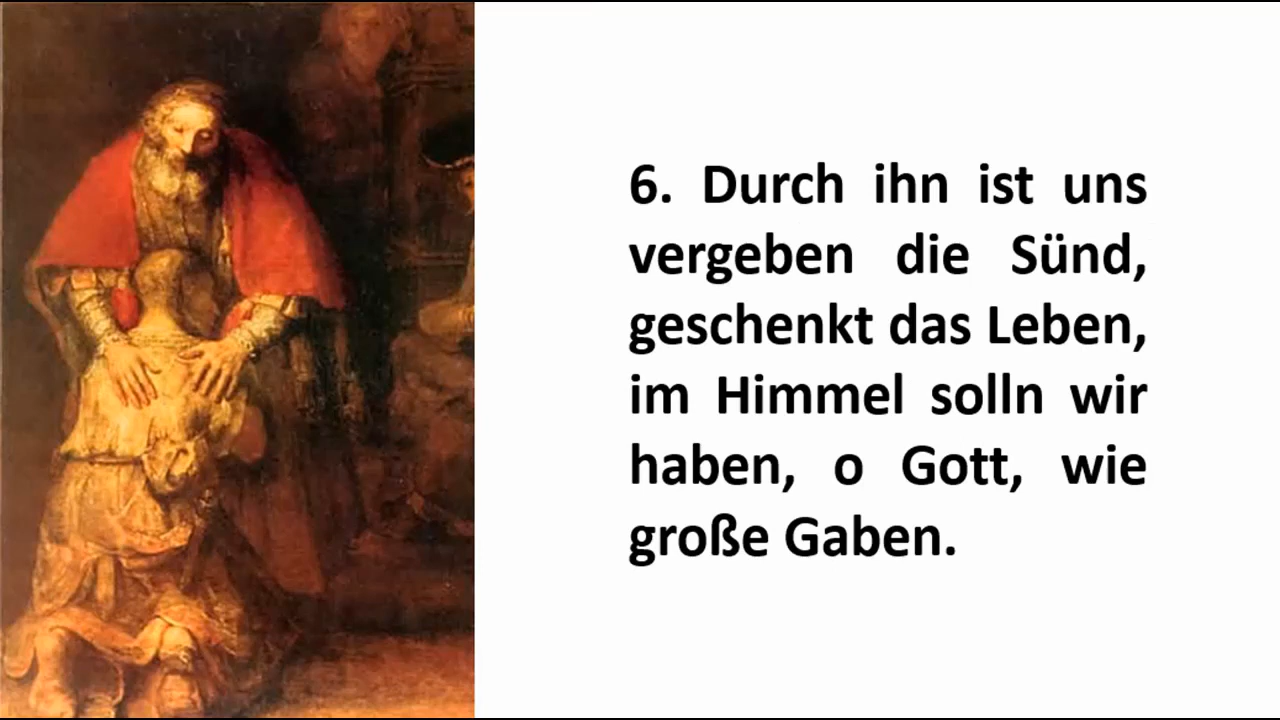 6. Durch ihn ist uns
vergeben die Sünd,
geschenkt das Leben,
im Himmel solln wir
haben, o Gott, wie
große Gaben.